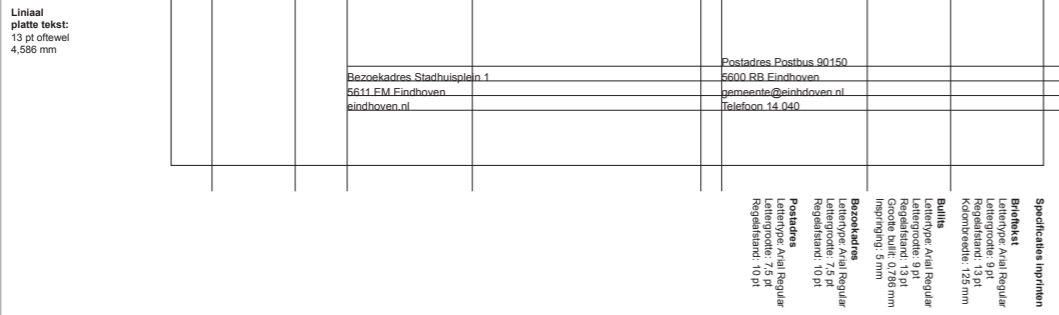 Liniaal
platte tekst:
13 pt oftewel
4,586 mm
Bezoekadres Stadhuisplein 1
5611 EM Eindhoven
eindhoven.nl
Postadres Postbus 90150
5600 RB Eindhoven
gemeente@einhdoven.nl
Telefoon 14 040
Specificaties inprinten
Brieftekst
Lettertype: Arial Regular
Lettergrootte: 9 pt
Regelafstand: 13 pt
Kolombreedte: 125 mm
Bullits
Lettertype: Arial Regular
Lettergrootte: 9 pt
Regelafstand: 13 pt
Grootte bullit: 0,786 mm
Inspringing: 5 mm
Bezoekadres
Lettertype: Arial Regular
Lettergrootte: 7,5 pt
Regelafstand: 10 pt
Postadres
Lettertype: Arial Regular
Lettergrootte: 7,5 pt
Regelafstand: 10 pt